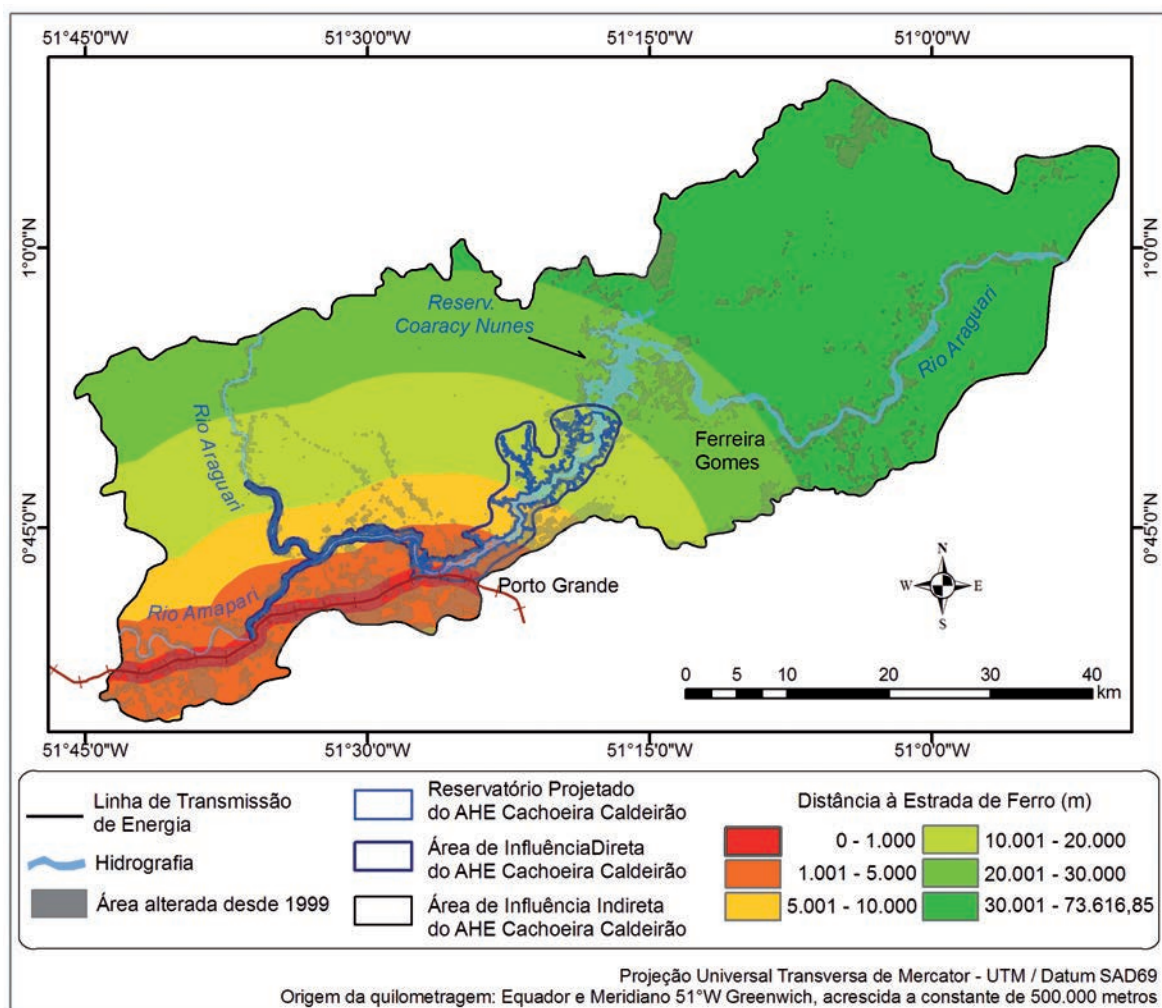 51°45'0"W 51°30'0"W 51°15'0"W 51°0'0"W
1°0'0"N
1°0'0"N
Reserv.
Coaracy Nunes
Rio Araguari
Rio Araguari
Ferreira
Gomes
0°45'0"N
0°45'0"N
Rio Amapari
Porto Grande
N
W E
S
0 5 10 20 30 40
km
51°45'0"W 51°30'0"W 51°15'0"W 51°0'0"W
Linha de Transmissão
de Energia
Hidrografia
Área alterada desde 1999
Reservatório Projetado
do AHE Cachoeira Caldeirão
Área de InfluênciaDireta
do AHE Cachoeira Caldeirão
Área de Influência Indireta
do AHE Cachoeira Caldeirão
Distância à Estrada de Ferro (m)
0 - 1.000
1.001 - 5.000
5.001 - 10.000
10.001 - 20.000
20.001 - 30.000
30.001 - 73.616,85
Projeção Universal Transversa de Mercator - UTM / Datum SAD69
Origem da quilometragem: Equador e Meridiano 51°W Greenwich, acrescida a constante de 500.000 metros